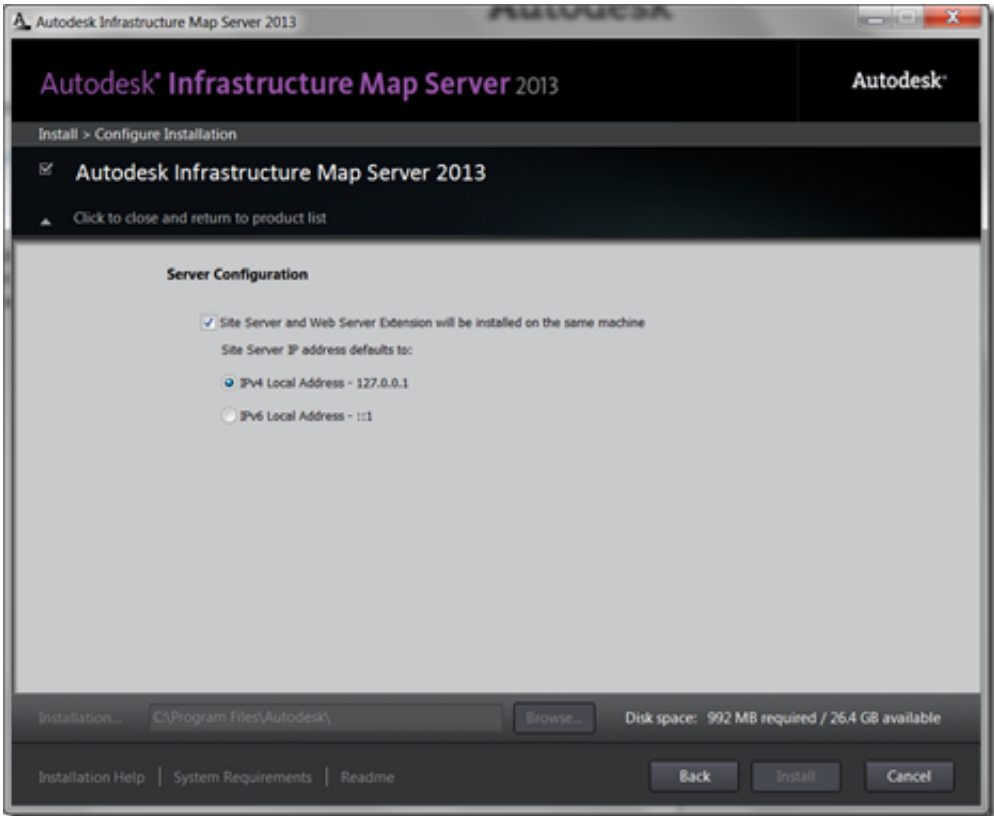 Autodesk
Autodesk Infrastructure Map Server 2013
Autodesk® Infrastructure Map Server 2013
Autodesk®
Install > Configure Installation
Autodesk Infrastructure Map Server 2013
Click to close and return to product list
Server Configuration
Site Server and Web Server Extension will be installed on the same machine
Site Server IP address defaults to:
IPv4 Local Address - 127.0.0.1
IPv6 Local Address - ::1
Installation... C:\Program Files\Autodesk\ Browse... Disk space: 992 MB required / 26.4 GB available
Installation Help | System Requirements | Readme Back Install Cancel